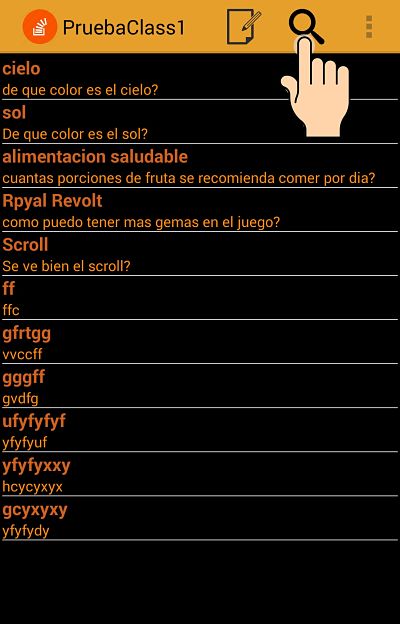 PruebaClass1
cielo
de que color es el cielo?
sol
De que color es el sol?
alimentacion saludable
cuantas porciones de fruta se recomienda comer por dia?
Rpyal Revolt
como puedo tener mas gemas en el juego?
Scroll
Se ve bien el scroll?
ff
ffc
gfrtgg
vvccff
gggff
gvdfg
ufyfyfyf
yfyfyuf
yfyfyxxy
hcycyxyx
gcyxyxy
yfyfydy